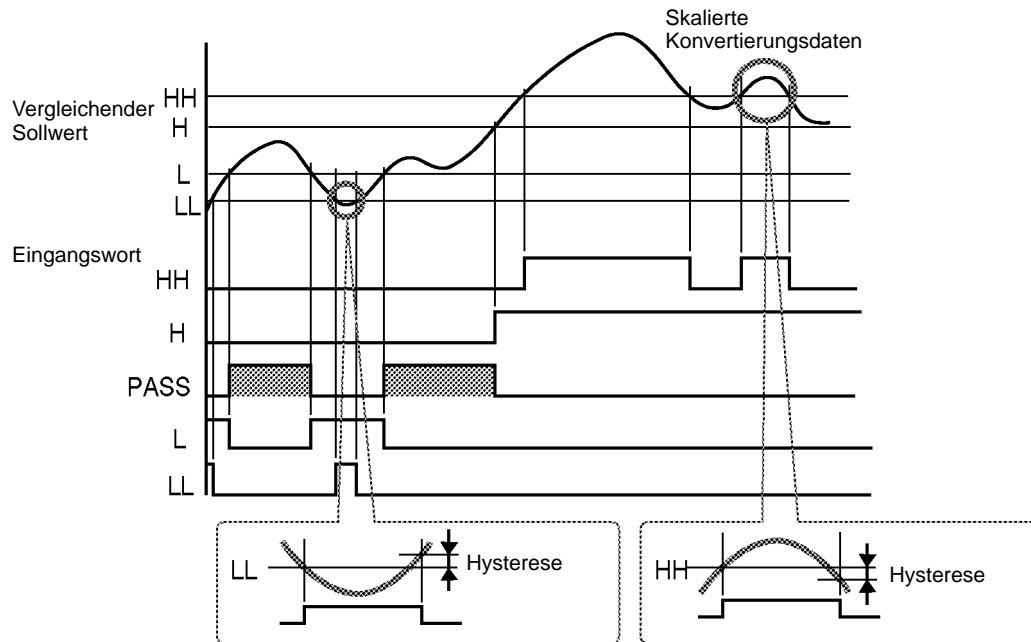 Skalierte
Konvertierungsdaten
Vergleichender
Sollwert
HH
H
L
LL
Eingangswort
HH
H
PASS
L
LL
LL
Hysterese
HH
Hysterese